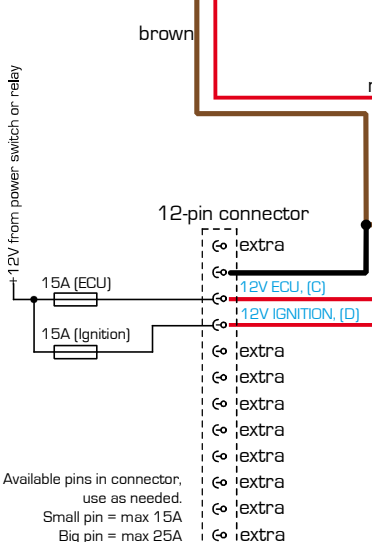 brown
+12V from power switch or relay
12-pin connector
extra
15A (ECU)
12V ECU, (C)
12V IGNITION, (D)
15A (Ignition)
extra
extra
extra
extra
extra
extra
extra
extra
Available pins in connector,
use as needed.
Small pin = max 15A
Big pin = max 25A